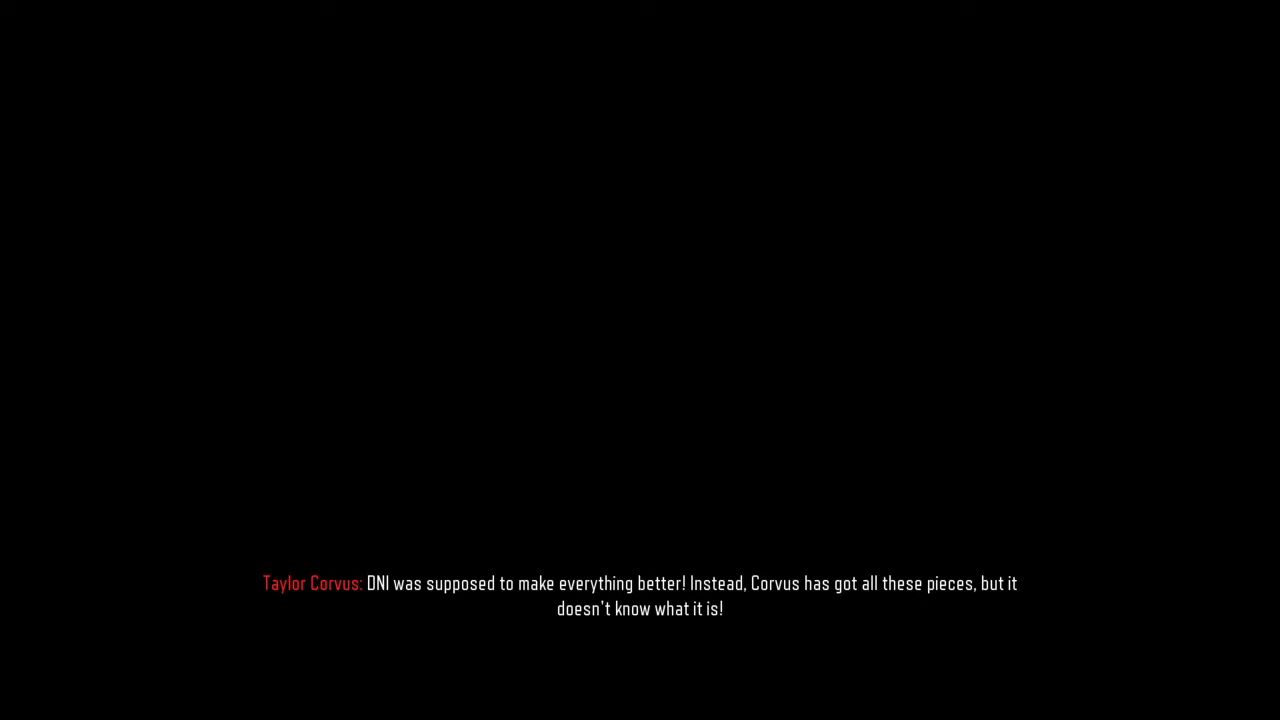 Taylor Corvus: DNI was supposed to make everything better! Instead, Corvus has got all these pieces, but it
doesn't know what it is!